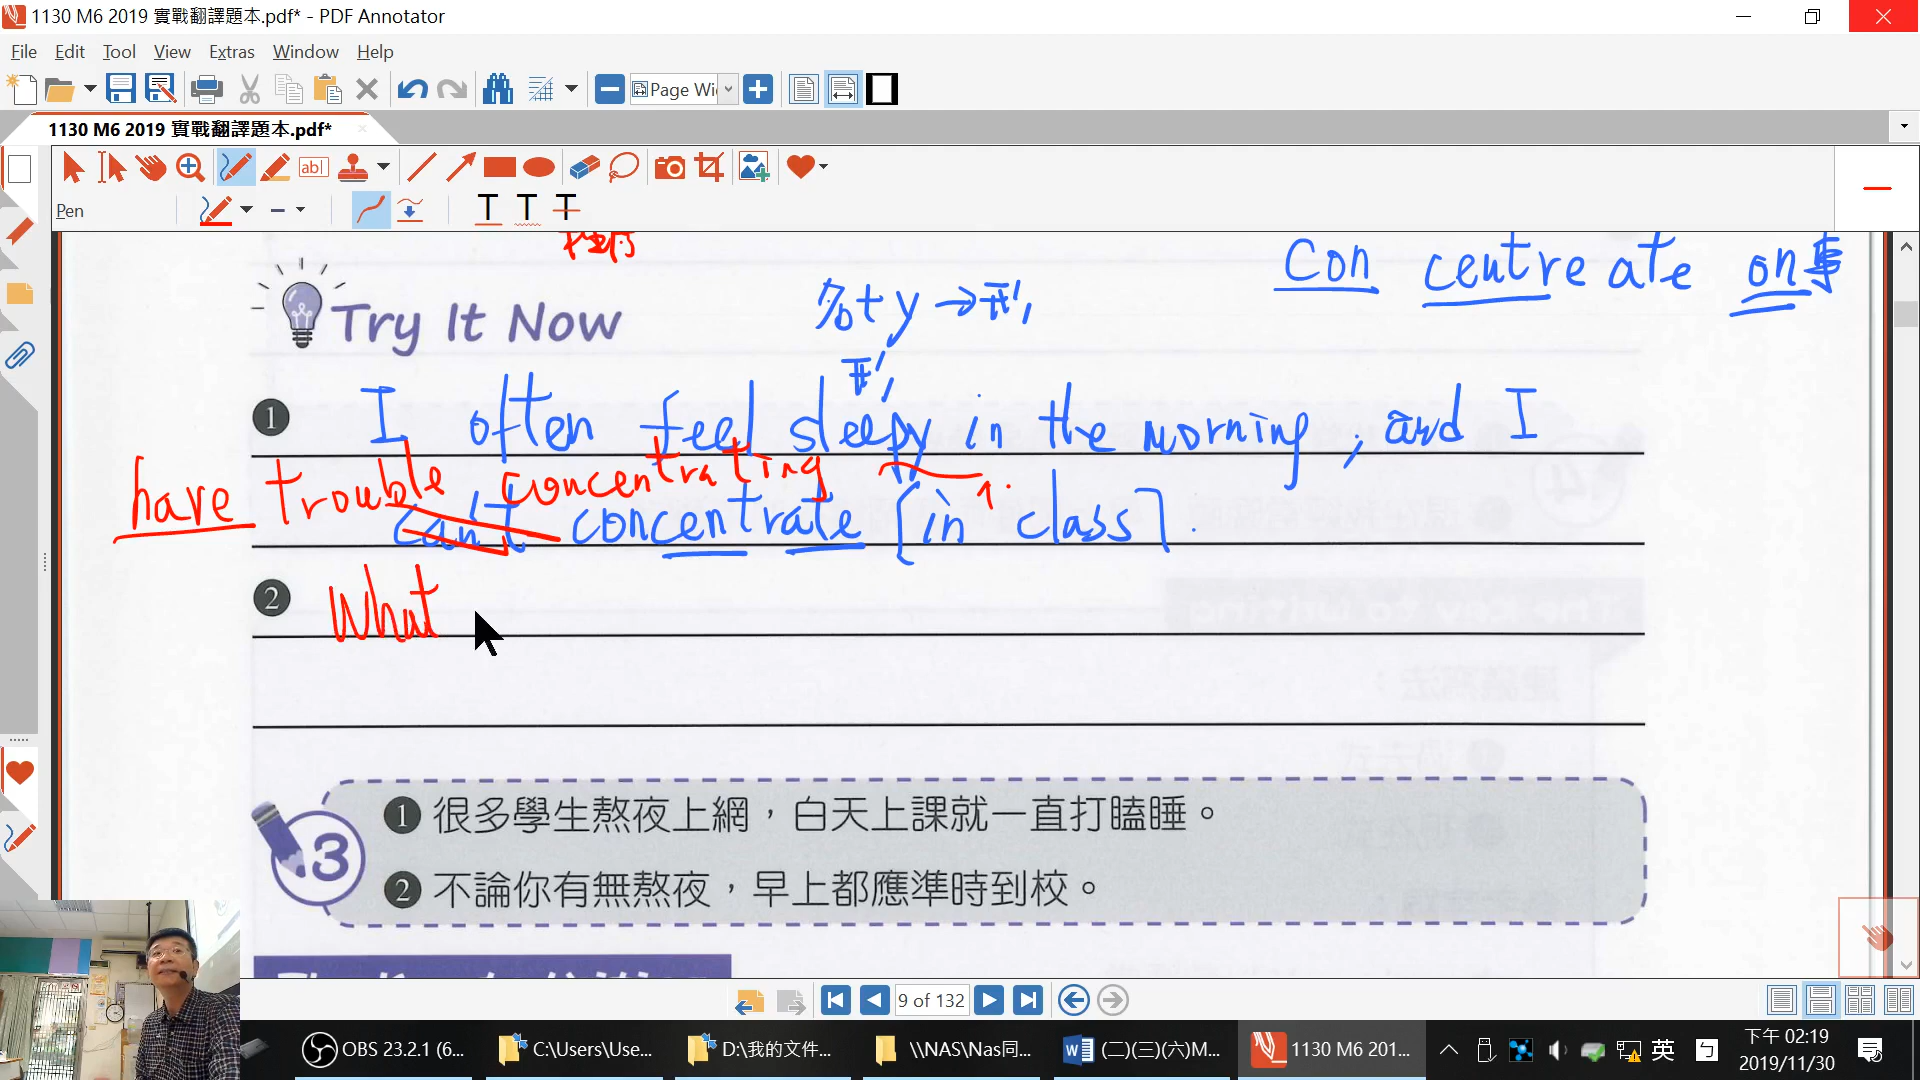 1130 M6 2019 實戰翻譯題本.pdf* - PDF Annotator
File Edit Tool View Extras Window Help
Page Wi
1130 M6 2019 實戰翻譯題本.pdf*
Pen
Con centreate on
Try It Now
+ y →
1 I often feel sleepy in the morning, and I
have trouble concentrating
can't concentrate [in class].
2 What
3
1 很多學生熬夜上網，白天上課就一直打瞌睡。
2 不論你有無熬夜，早上都應準時到校。
9 of 132
OBS 23.2.1 (6...
C:\Users\Use...
D:\我的文件...
\\NAS\Nas同...
(二)(三)(六)M...
1130 M6 201...
英
下午 02:19
2019/11/30